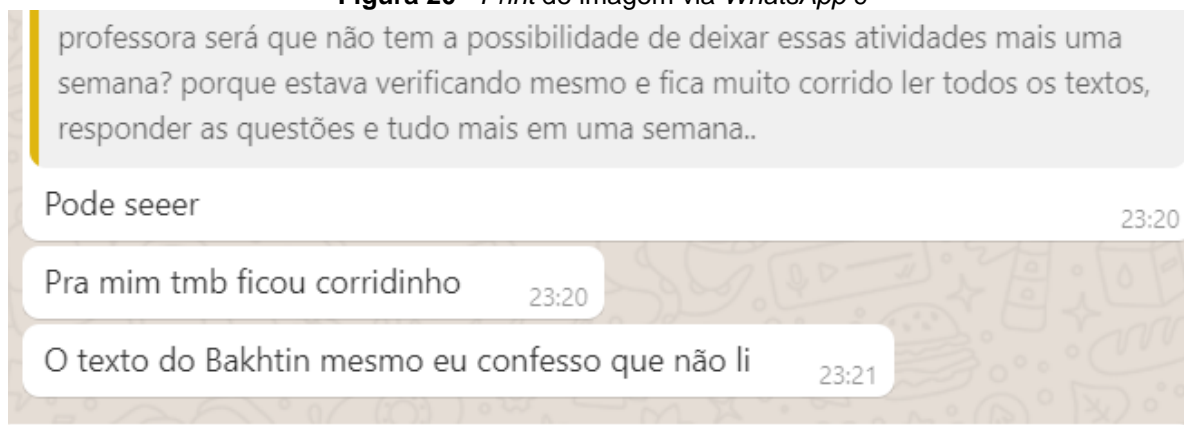 Figura 20 - Print de imagem via WhatsApp 6
professora será que não tem a possibilidade de deixar essas atividades mais uma
semana? porque estava verificando mesmo e fica muito corrido ler todos os textos,
responder as questões e tudo mais em uma semana..
Pode seeer
23:20
Pra mim tmb ficou corridinho
23:20
O texto do Bakhtin mesmo eu confesso que não li
23:21